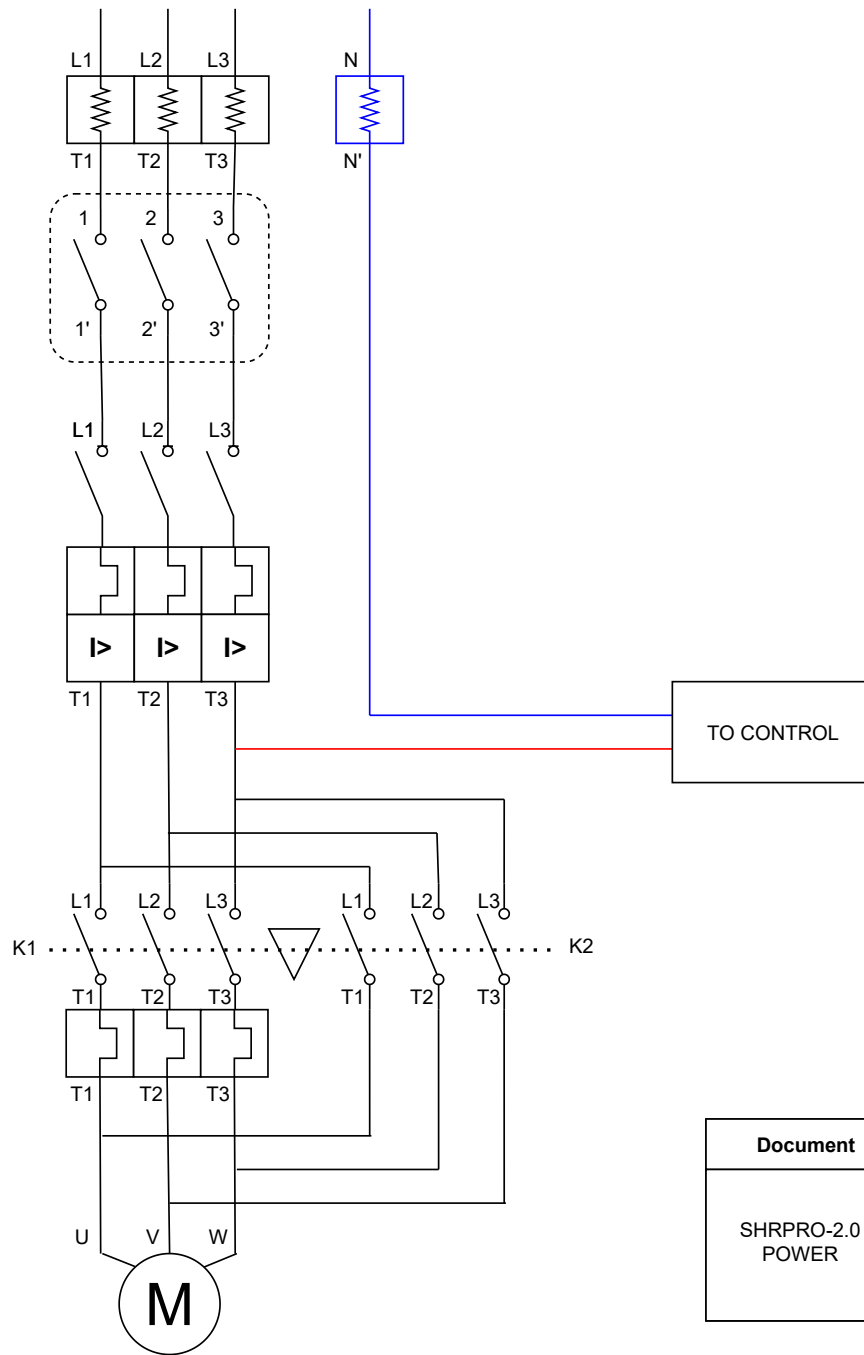 L1 L2 L3 N
T1 T2 T3 N'
1 2 3
1' 2' 3'
L1 L2 L3
I> I> I>
T1 T2 T3
TO CONTROL
L1 L2 L3 L1 L2 L3
K1 K2
T1 T2 T3 T1 T2 T3
T1 T2 T3
Document
SHRPRO-2.0
POWER
U V W
M